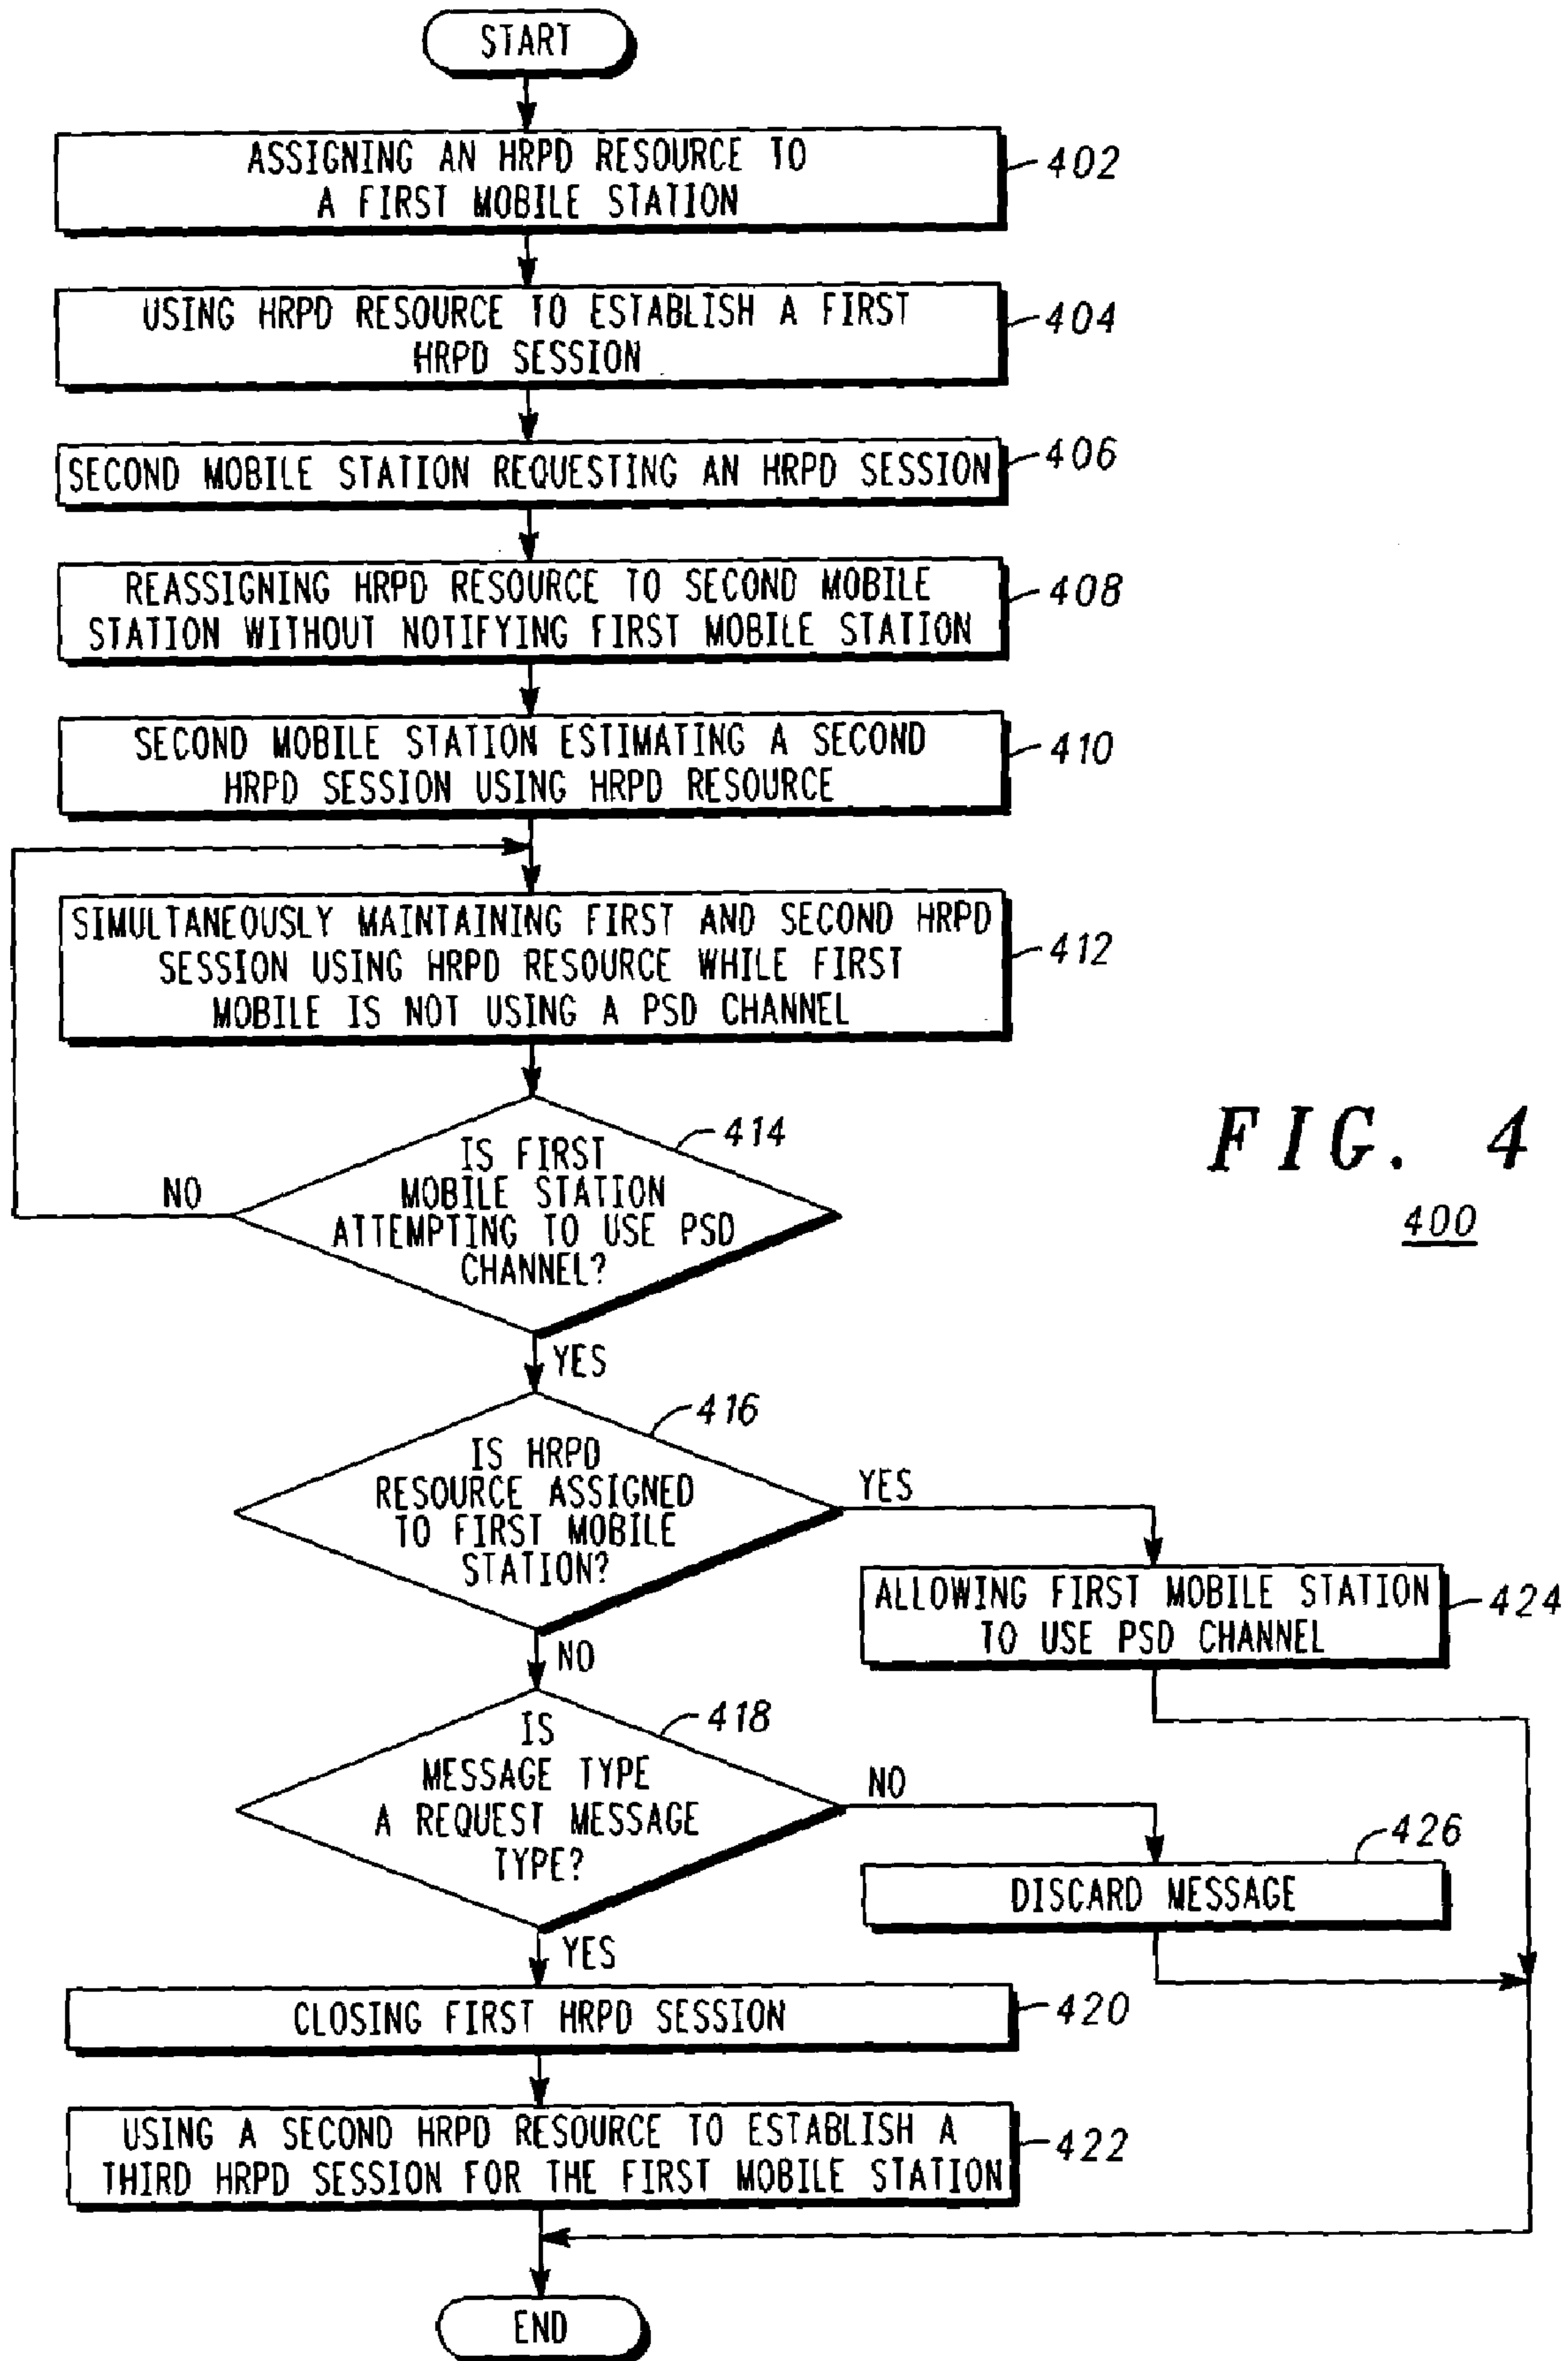 START
ASSIGNING AN HRPD RESOURCE TO
A FIRST MOBILE STATION
402
USING HRPD RESOURCE TO ESTABLISH A FIRST
HRPD SESSION
404
SECOND MOBILE STATION REQUESTING AN HRPD SESSION
406
REASSIGNING HRPD RESOURCE TO SECOND MOBILE
STATION WITHOUT NOTIFYING FIRST MOBILE STATION
408
SECOND MOBILE STATION ESTIMATING A SECOND
HRPD SESSION USING HRPD RESOURCE
410
SIMULTANEOUSLY MAINTAINING FIRST AND SECOND HRPD
SESSION USING HRPD RESOURCE WHILE FIRST
MOBILE IS NOT USING A PSD CHANNEL
412
FIG. 4
400
IS FIRST
MOBILE STATION
ATTEMPTING TO USE PSD
CHANNEL?
414
NO
YES
IS HRPD
RESOURCE ASSIGNED
TO FIRST MOBILE
STATION?
416
YES
NO
ALLOWING FIRST MOBILE STATION
TO USE PSD CHANNEL
424
IS
MESSAGE TYPE
A REQUEST MESSAGE
TYPE?
418
NO
YES
DISCARD MESSAGE
426
CLOSING FIRST HRPD SESSION
420
USING A SECOND HRPD RESOURCE TO ESTABLISH A
THIRD HRPD SESSION FOR THE FIRST MOBILE STATION
422
END